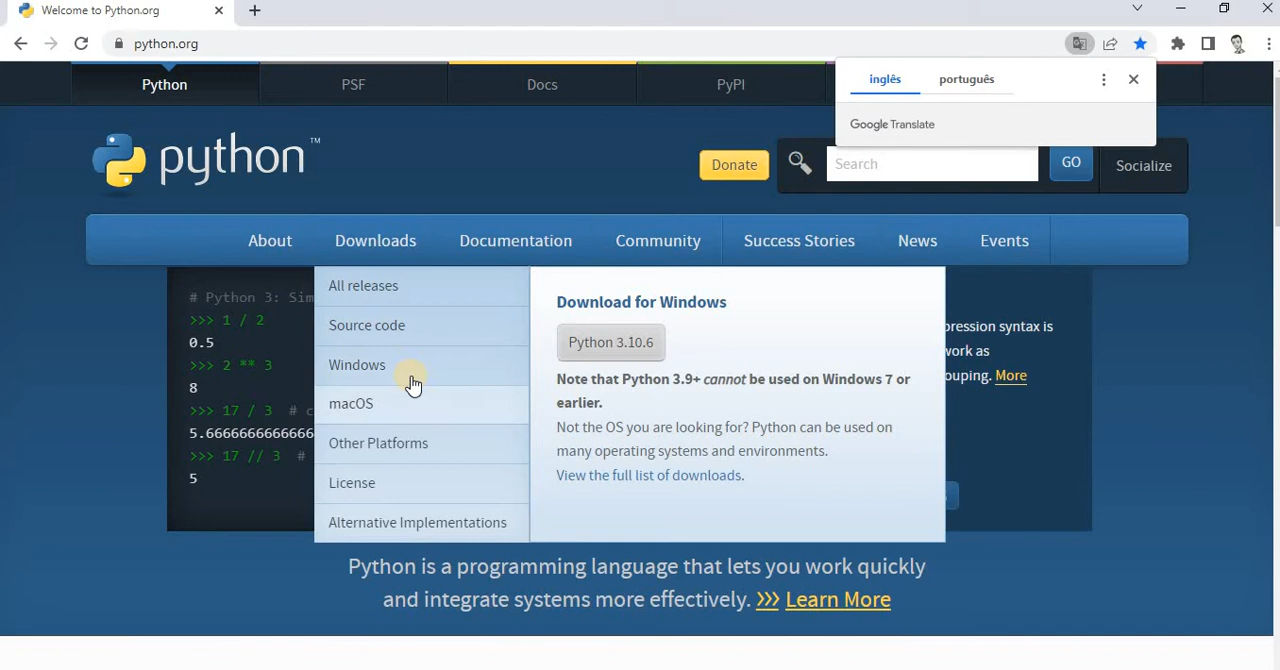 Welcome to Python.org
python.org
inglês português
Google Translate
Python PSF Docs PyPI
python™
Donate Search GO Socialize
About Downloads Documentation Community Success Stories News Events
# Python 3: Sim
>>> 1 / 2
0.5
>>> 2 ** 3
8
>>> 17 / 3 # c
5.6666666666666
>>> 17 // 3 #
5
All releases
Source code
Windows
macOS
Other Platforms
License
Alternative Implementations
Download for Windows
Python 3.10.6
Note that Python 3.9+ cannot be used on Windows 7 or
earlier.
Not the OS you are looking for? Python can be used on
many operating systems and environments.
View the full list of downloads.
pression syntax is
work as
ouping. More
Python is a programming language that lets you work quickly
and integrate systems more effectively. >>> Learn More